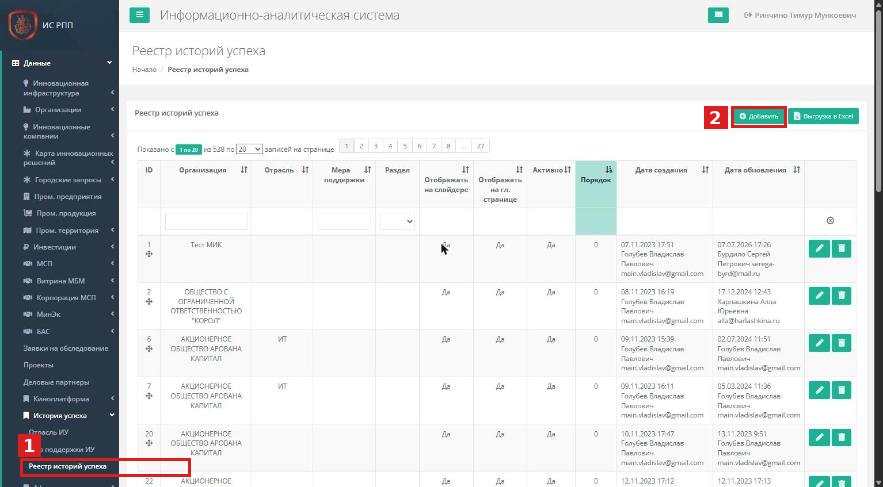 ИС РПП
Информационно-аналитическая система
Ринчино Тимур Мункоевич
Данные
Инновационная
инфраструктура
Организации
Инновационные
компании
Карта инновационных
решений
Городские запросы
Пром. предприятия
Пром. продукция
Пром. территория
Инвестиции
МСП
Витрина МБМ
Корпорация МСП
МинЭк
БАС
Заявки на обследование
Проекты
Деловые партнеры
Киноплатформа
История успеха
Отрасль ИУ
поддержки ИУ
1
Реестр историй успеха
Реестр историй успеха
Начало / Реестр историй успеха
Реестр историй успеха
2
Добавить
Выгрузка в Excel
Показано с 1 по 20 из 538 по 20 записей на странице
1 2 3 4 5 6 7 8 ... 27
ID Организация Отрасль Мера поддержки Раздел Отображать на слайдере Отображать на гл. странице Активно Порядок Дата создания Дата обновления
1 Тест МИК Да Да Да 0 07.11.2023 17:51 07.07.2026 17:26
Голубев Владислав Бурдило Сергей
Павлович Петрович serega-
main.vladislav@gmail.com byrd@mail.ru
2 ОБЩЕСТВО С Да Да Да 0 08.11.2023 16:19 17.12.2024 12:43
ОГРАНИЧЕННОЙ Голубев Владислав Харлашкина Алла
ОТВЕТСТВЕННОСТЬЮ Павлович Юрьевна
"КОРОЛ" main.vladislav@gmail.com alla@harlashkina.ru
6 АКЦИОНЕРНОЕ ИТ Да Да Да 0 09.11.2023 15:39 02.07.2024 11:51
ОБЩЕСТВО АРОВАНА Голубев Владислав Голубев Владислав
КАПИТАЛ Павлович Павлович
main.vladislav@gmail.com main.vladislav@gmail.com
7 АКЦИОНЕРНОЕ ИТ Да Да Да 0 09.11.2023 16:11 05.03.2024 11:36
ОБЩЕСТВО АРОВАНА Голубев Владислав Голубев Владислав
КАПИТАЛ Павлович Павлович
main.vladislav@gmail.com main.vladislav@gmail.com
20 АКЦИОНЕРНОЕ Да Да Да 0 10.11.2023 17:47 13.11.2023 9:51
ОБЩЕСТВО АРОВАНА Голубев Владислав Голубев Владислав
КАПИТАЛ Павлович Павлович
main.vladislav@gmail.com main.vladislav@gmail.com
22 АКЦИОНЕРНОЕ Да Да Да 0 12.11.2023 17:12 12.11.2023 17:13